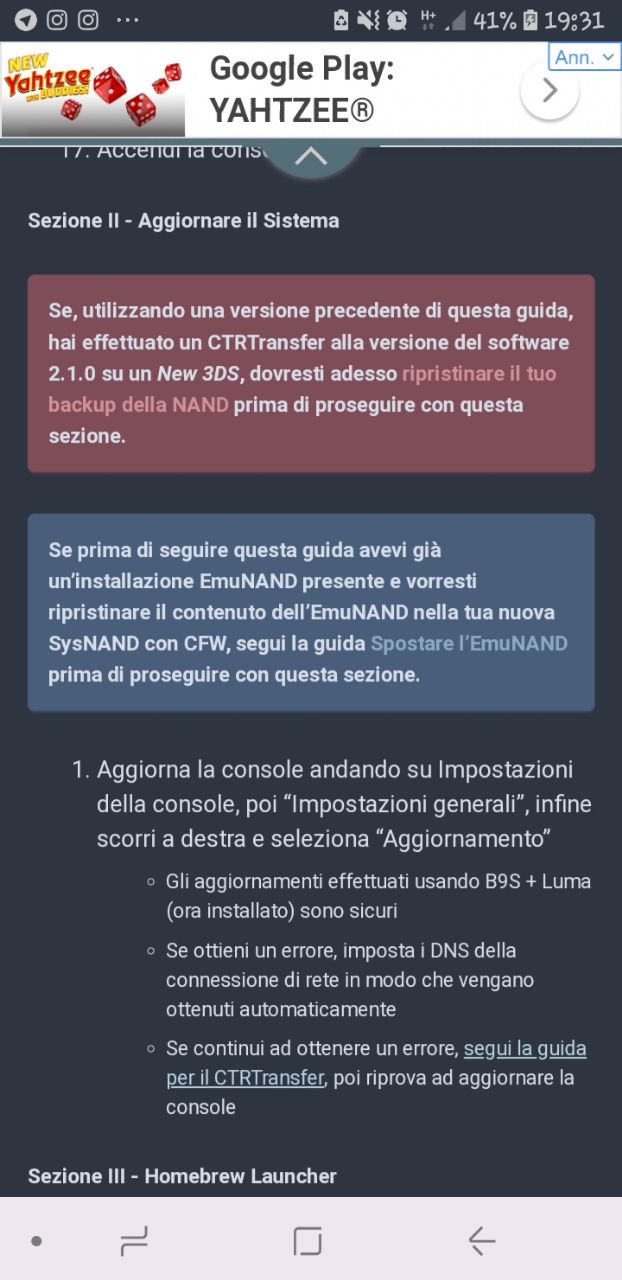 H+ 41% 19:31
NEW
Yahtzee
WITH BUDDIES!
Google Play:
YAHTZEE®
Ann.
17. Accendi la
Sezione II - Aggiornare il Sistema
Se, utilizzando una versione precedente di questa guida,
hai effettuato un CTRTransfer alla versione del software
2.1.0 su un New 3DS, dovresti adesso ripristinare il tuo
backup della NAND prima di proseguire con questa
sezione.
Se prima di seguire questa guida avevi già
un’installazione EmuNAND presente e vorresti
ripristinare il contenuto dell’EmuNAND nella tua nuova
SysNAND con CFW, segui la guida Spostare l’EmuNAND
prima di proseguire con questa sezione.
1. Aggiorna la console andando su Impostazioni
della console, poi “Impostazioni generali”, infine
scorri a destra e seleziona “Aggiornamento”
Gli aggiornamenti effettuati usando B9S + Luma
(ora installato) sono sicuri
Se ottieni un errore, imposta i DNS della
connessione di rete in modo che vengano
ottenuti automaticamente
Se continui ad ottenere un errore, segui la guida
per il CTRTransfer, poi riprova ad aggiornare la
console
Sezione III - Homebrew Launcher